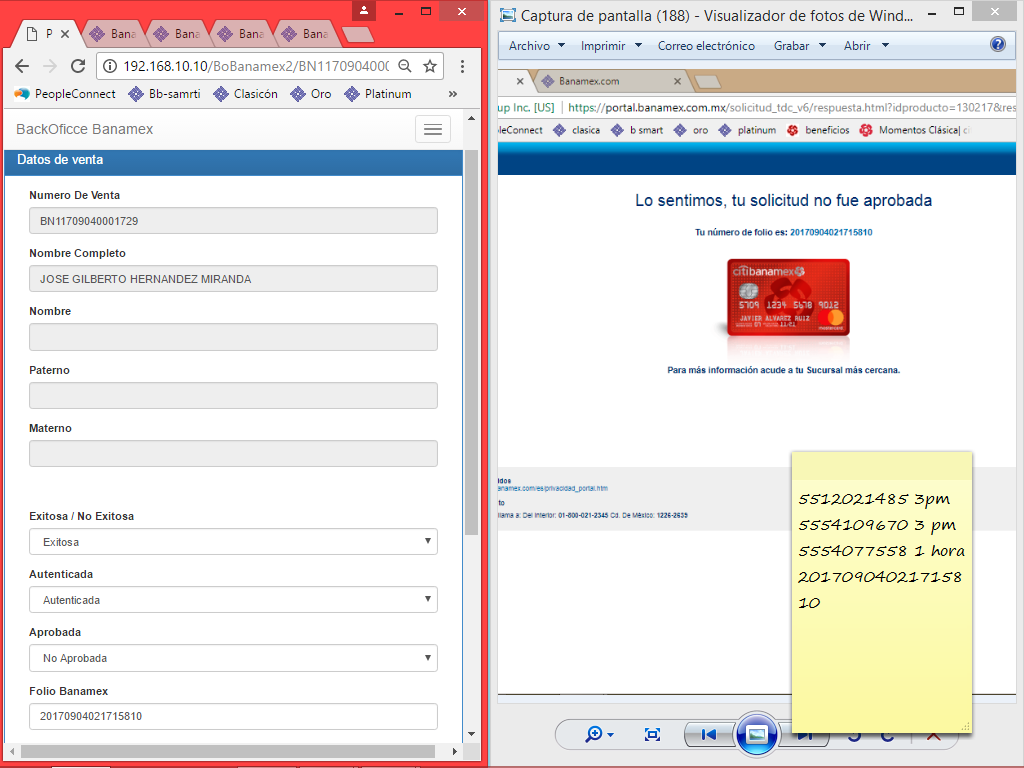 P
Bana
Bana
Bana
Bana
192.168.10.10/BoBanamex2/BN1170904000
PeopleConnect
Bb-samrti
Clasicón
Oro
Platinum
»
BackOficce Banamex
Datos de venta
Numero De Venta
BN11709040001729
Nombre Completo
JOSE GILBERTO HERNANDEZ MIRANDA
Nombre
Paterno
Materno
Exitosa / No Exitosa
Exitosa
Autenticada
Autenticada
Aprobada
No Aprobada
Folio Banamex
20170904021715810
Captura de pantalla (188) - Visualizador de fotos de Wind...
Archivo
Imprimir
Correo electrónico
Grabar
Abrir
Banamex.com
up Inc. [US] | https://portal.banamex.com.mx/solicitud_tdc_v6/respuesta.html?idproducto=130217&res
leConnect
clasica
b smart
oro
platinum
beneficios
Momentos Clásica| ci
Lo sentimos, tu solicitud no fue aprobada
Tu número de folio es: 20170904021715810
citibanamex
5709 1234 5678 9012
JAVIER ALVAREZ RUIZ
mastercard
Para más información acude a tu Sucursal más cercana.
idos
enamex.com/es/privacidad_portal.htm
to
llama a: Del Interior: 01-800-021-2345 Cd. De México: 1226-2639
5512021485 3pm
5554109670 3 pm
5554077558 1 hora
201709040217158
10